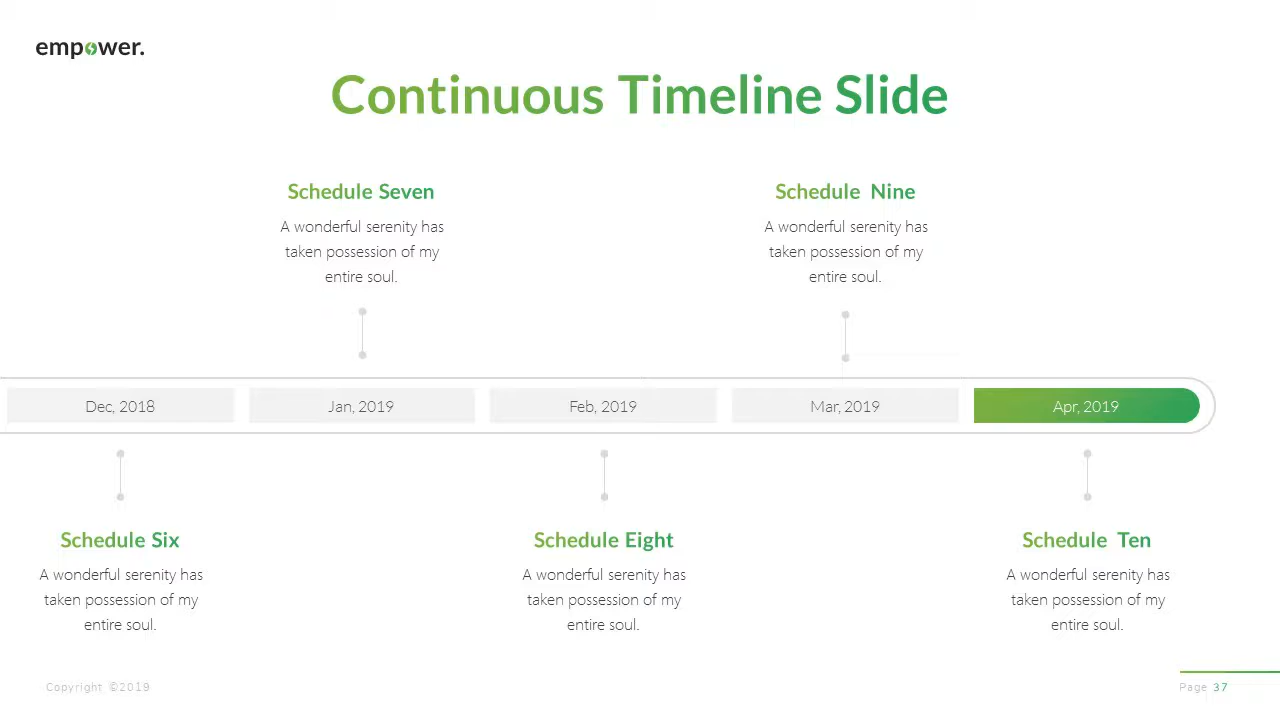 empower.
Continuous Timeline Slide
Schedule Seven
A wonderful serenity has
taken possession of my
entire soul.
Schedule Nine
A wonderful serenity has
taken possession of my
entire soul.
Dec, 2018
Jan, 2019
Feb, 2019
Mar, 2019
Apr, 2019
Schedule Six
A wonderful serenity has
taken possession of my
entire soul.
Schedule Eight
A wonderful serenity has
taken possession of my
entire soul.
Schedule Ten
A wonderful serenity has
taken possession of my
entire soul.
Copyright ©2019
Page 37